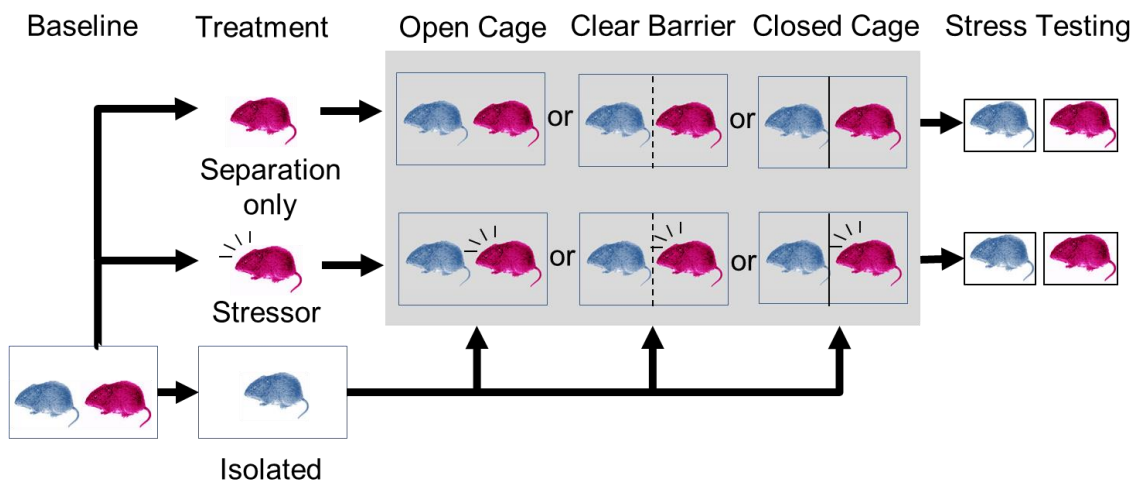 Baseline Treatment Open Cage Clear Barrier Closed Cage Stress Testing
or or
Separation
only
or or
Stressor
Isolated